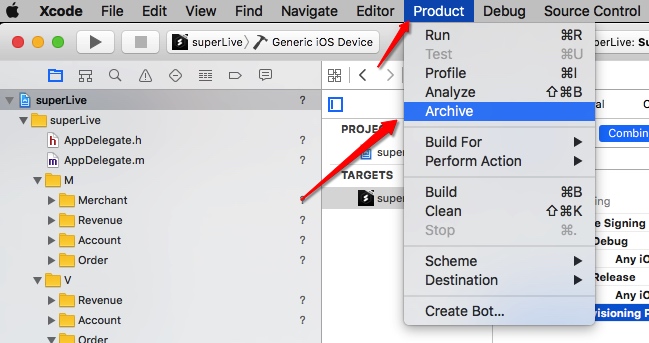 Xcode File Edit View Find Navigate Editor Product Debug Source Control
superLive Generic iOS Device
superLive: Su
Run ⌘R
Test ⌘U
Profile ⌘I
Analyze ⇧⌘B
Archive
Build For
Perform Action
Build ⌘B
Clean ⇧⌘K
Stop ⌘.
Scheme
Destination
Create Bot...
superLive ?
superLive
AppDelegate.h ?
AppDelegate.m ?
M
Merchant ?
Revenue ?
Account ?
Order ?
V
Revenue ?
Account ?
Order ?
PROJE
super
TARGETS
super
al
C
Combin
ing
e Signing
Debug
Any iO
Release
Any iO
visioning P